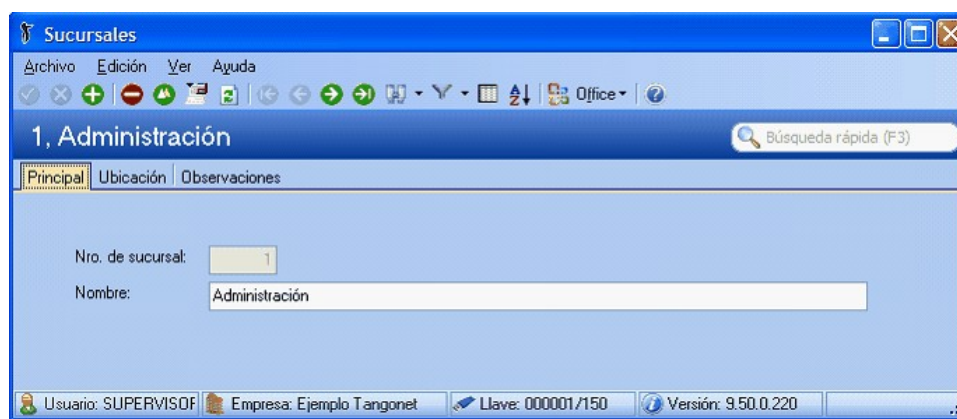 Sucursales
Archivo Edición Ver Ayuda
Office
1, Administración
Búsqueda rápida (F3)
Principal Ubicación Observaciones
Nro. de sucursal: 1
Nombre: Administración
Usuario: SUPERVISOR Empresa: Ejemplo Tangonet Llave: 000001/150 Versión: 9.50.0.220